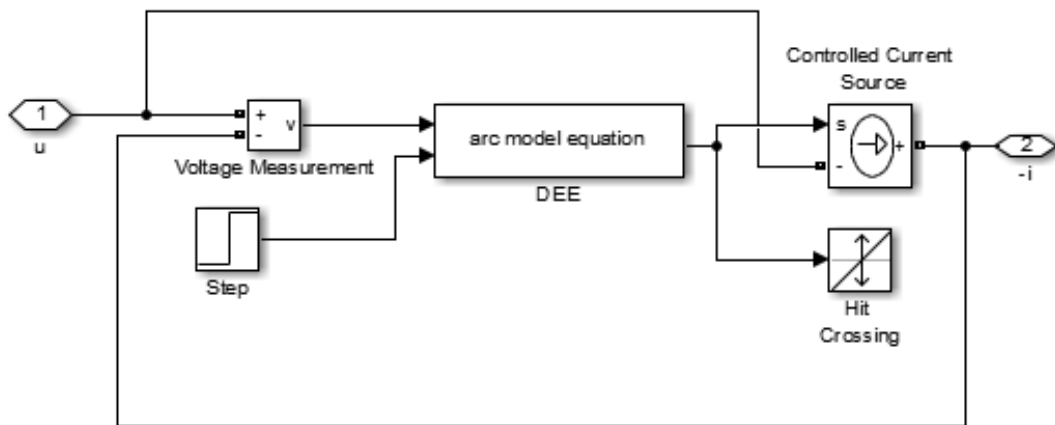 Controlled Current
Source
1
u
+
-
v
Voltage Measurement
arc model equation
DEE
s
-
+
2
-i
Step
Hit
Crossing